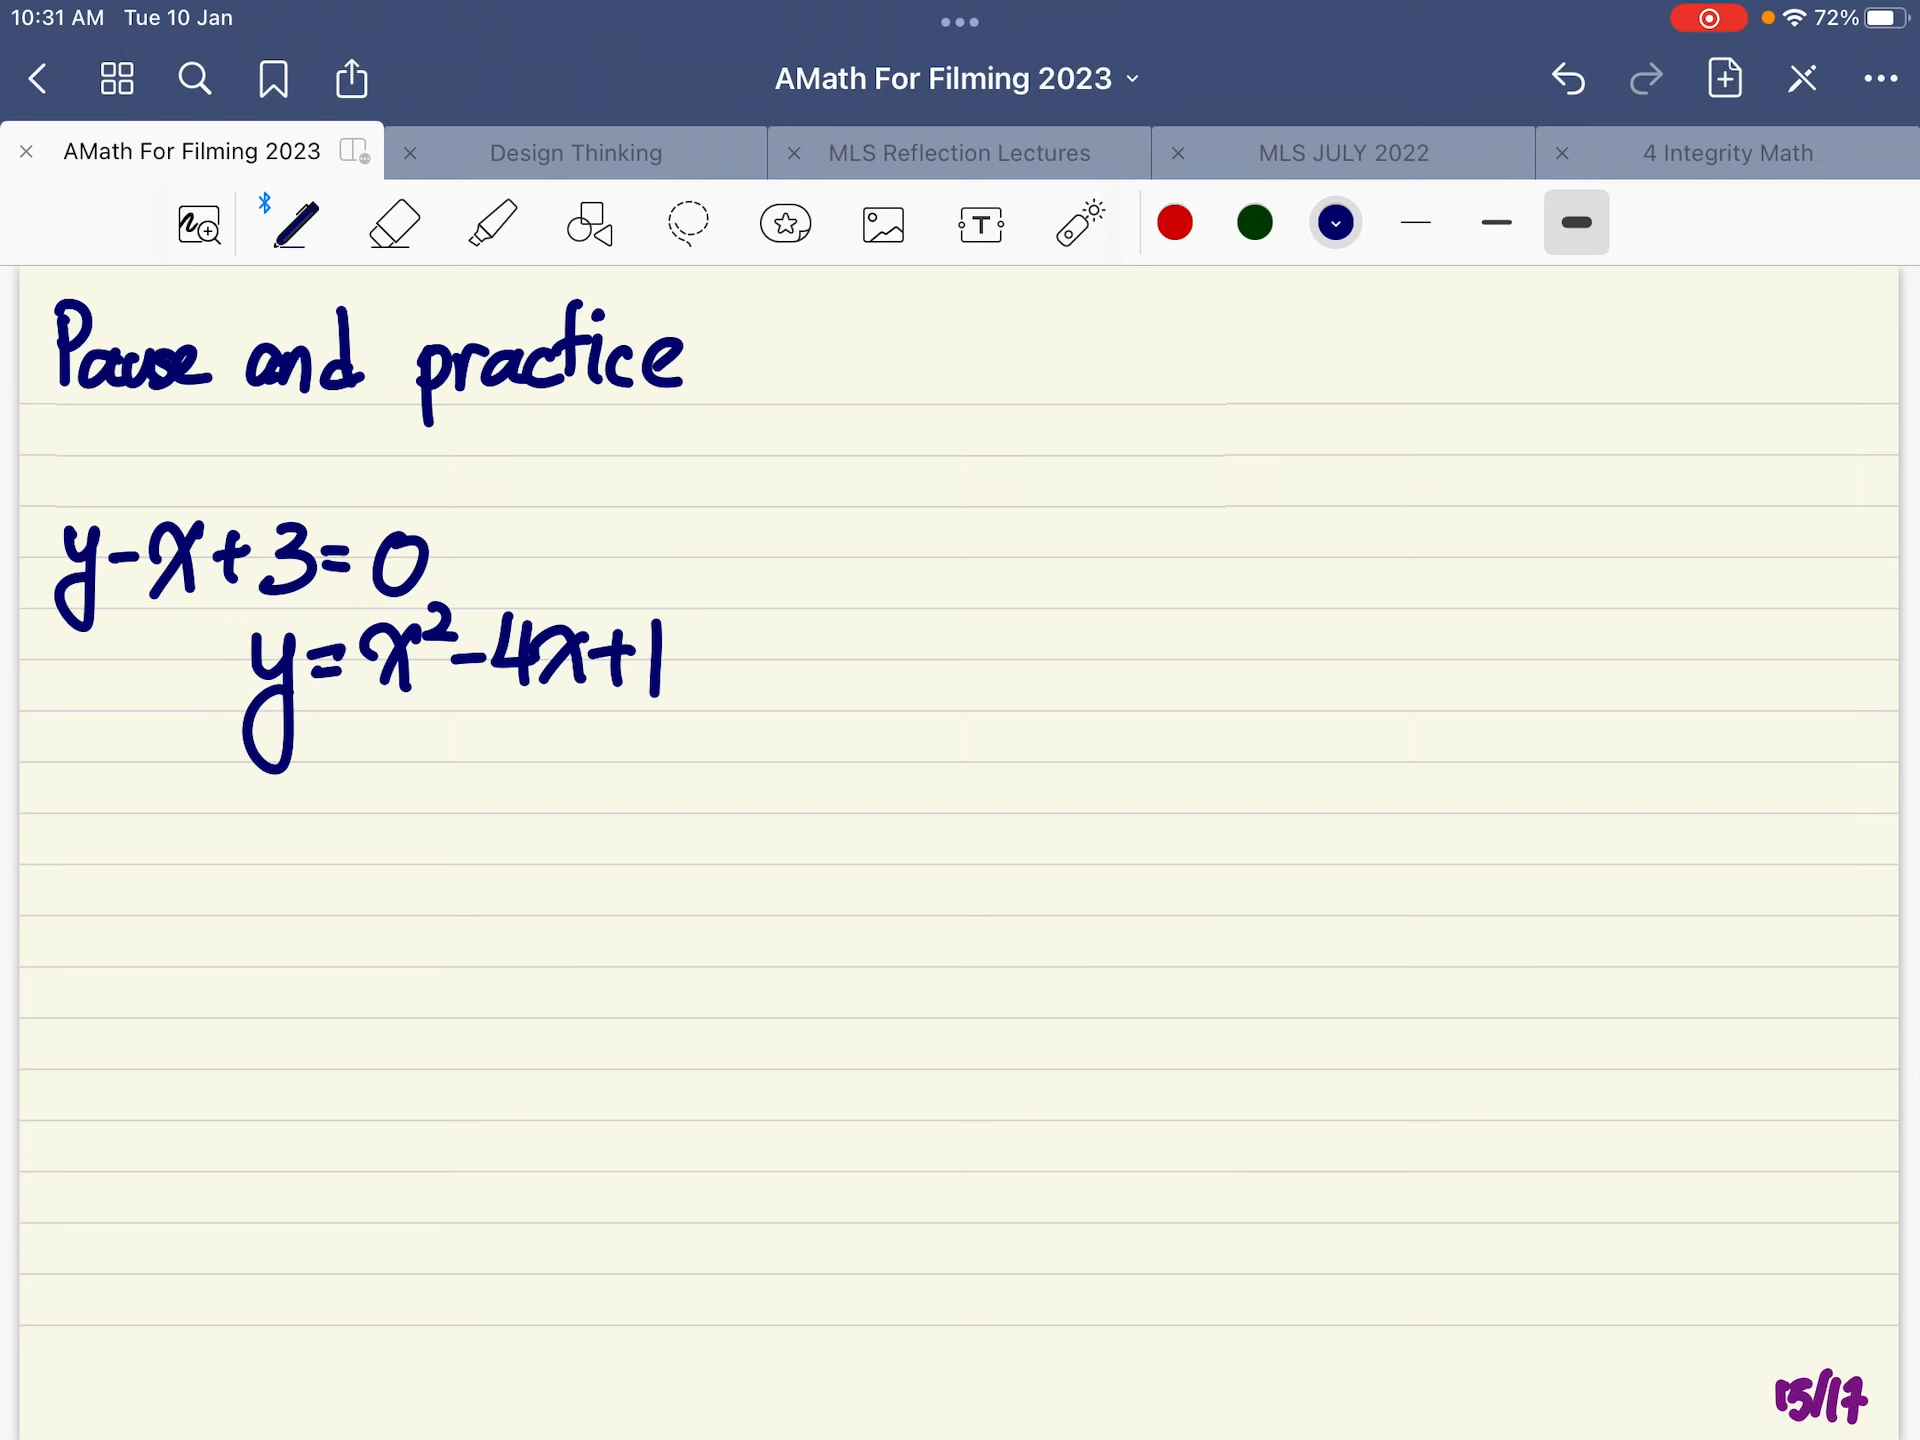 10:31 AM Tue 10 Jan
72%
AMath For Filming 2023
AMath For Filming 2023
Design Thinking
MLS Reflection Lectures
MLS JULY 2022
4 Integrity Math
T
Pause and practice
y-x+3=0
y=x²-4x+1
15/17